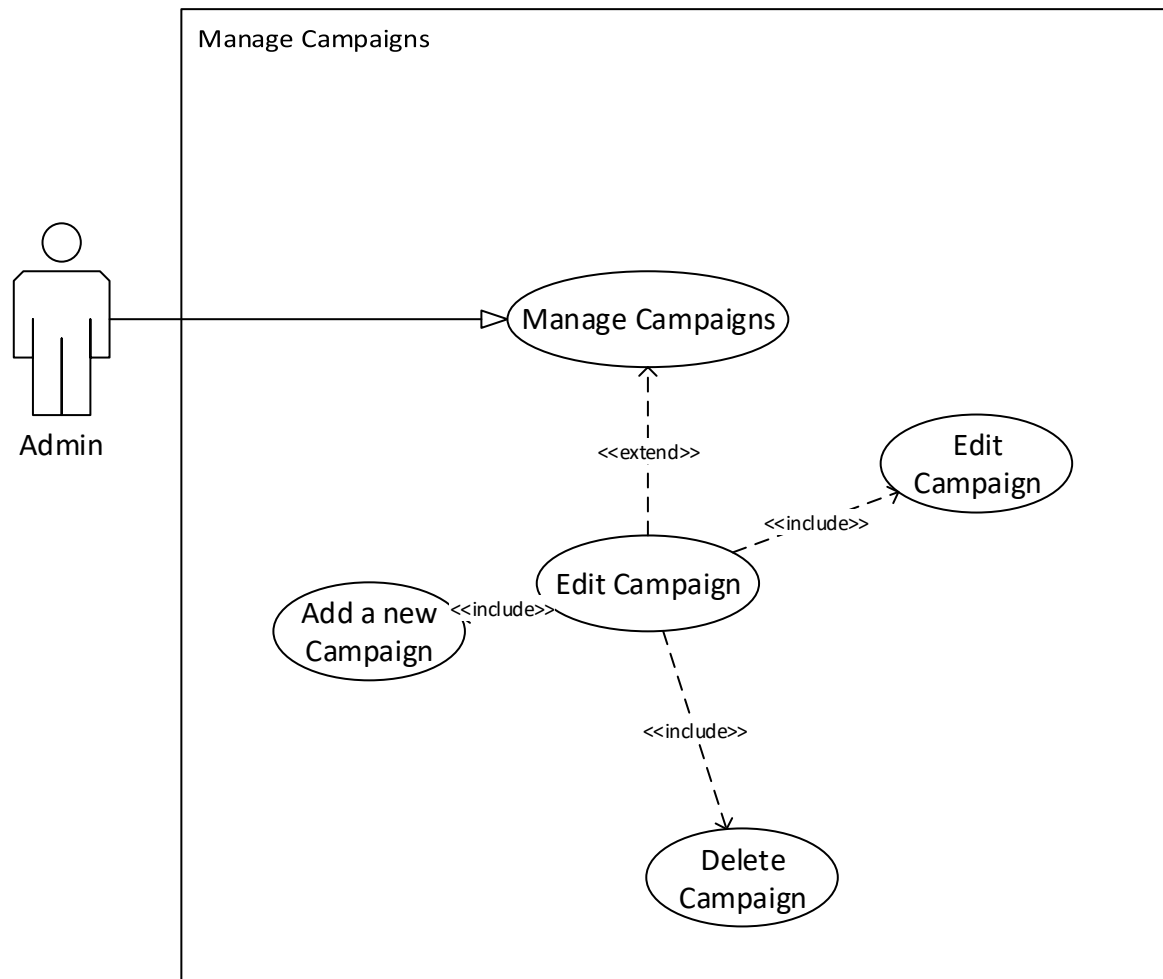 Manage Campaigns
Manage Campaigns
Admin
<<extend>>
Edit
Campaign
<<include>>
Edit Campaign
Add a new
Campaign
<<include>>
<<include>>
Delete
Campaign